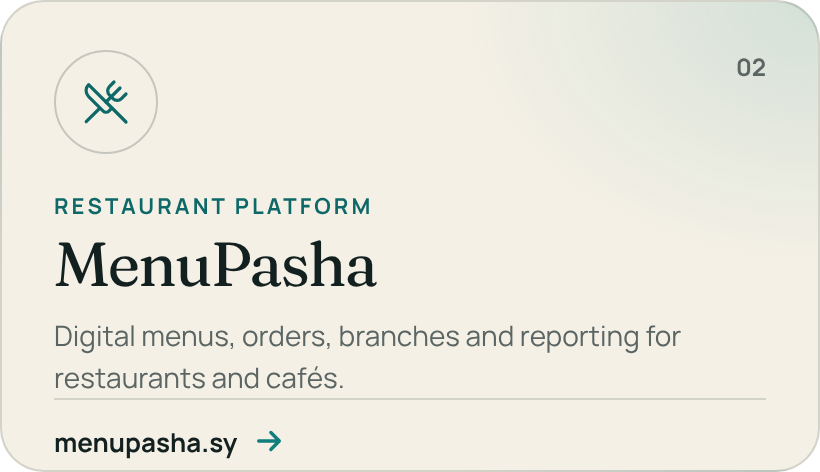 02
RESTAURANT PLATFORM
MenuPasha
Digital menus, orders, branches and reporting for
restaurants and cafés.
menupasha.sy →